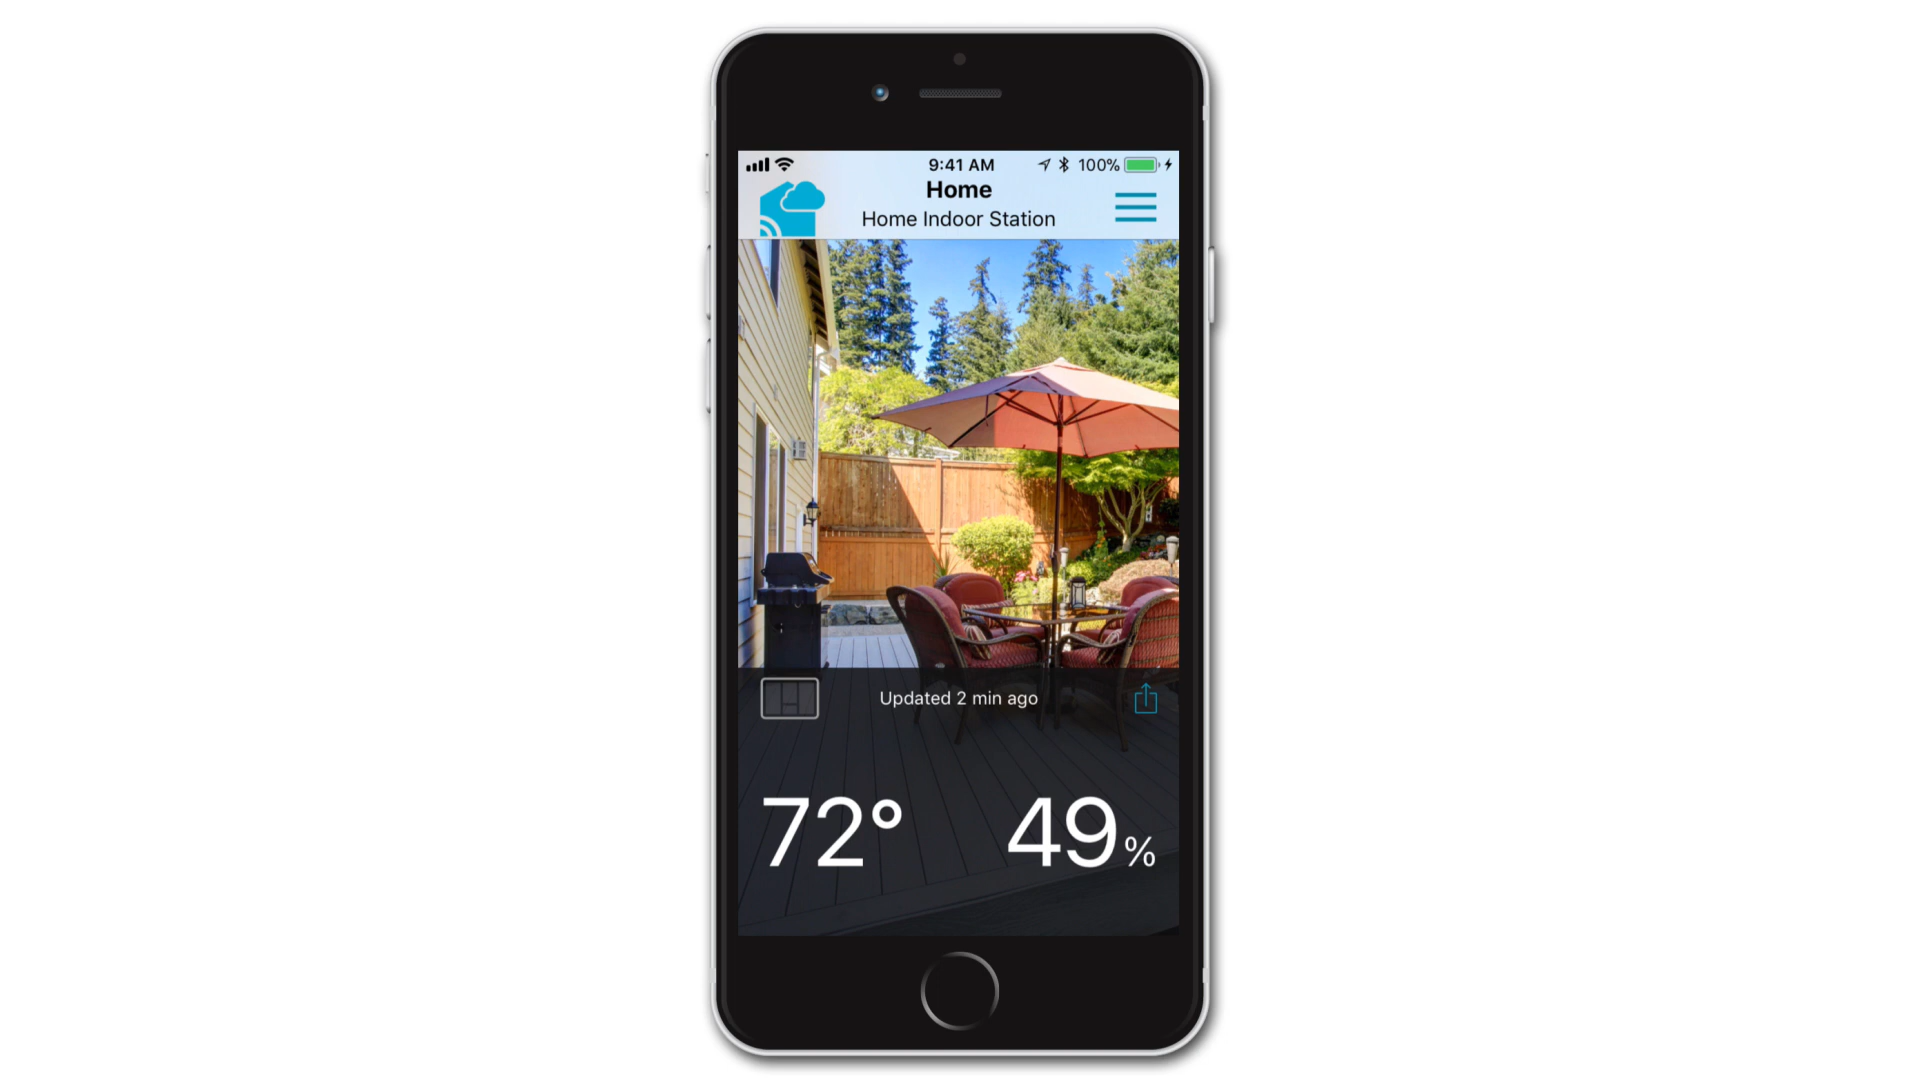 9:41 AM
100%
Home
Home Indoor Station
Updated 2 min ago
72°
49%